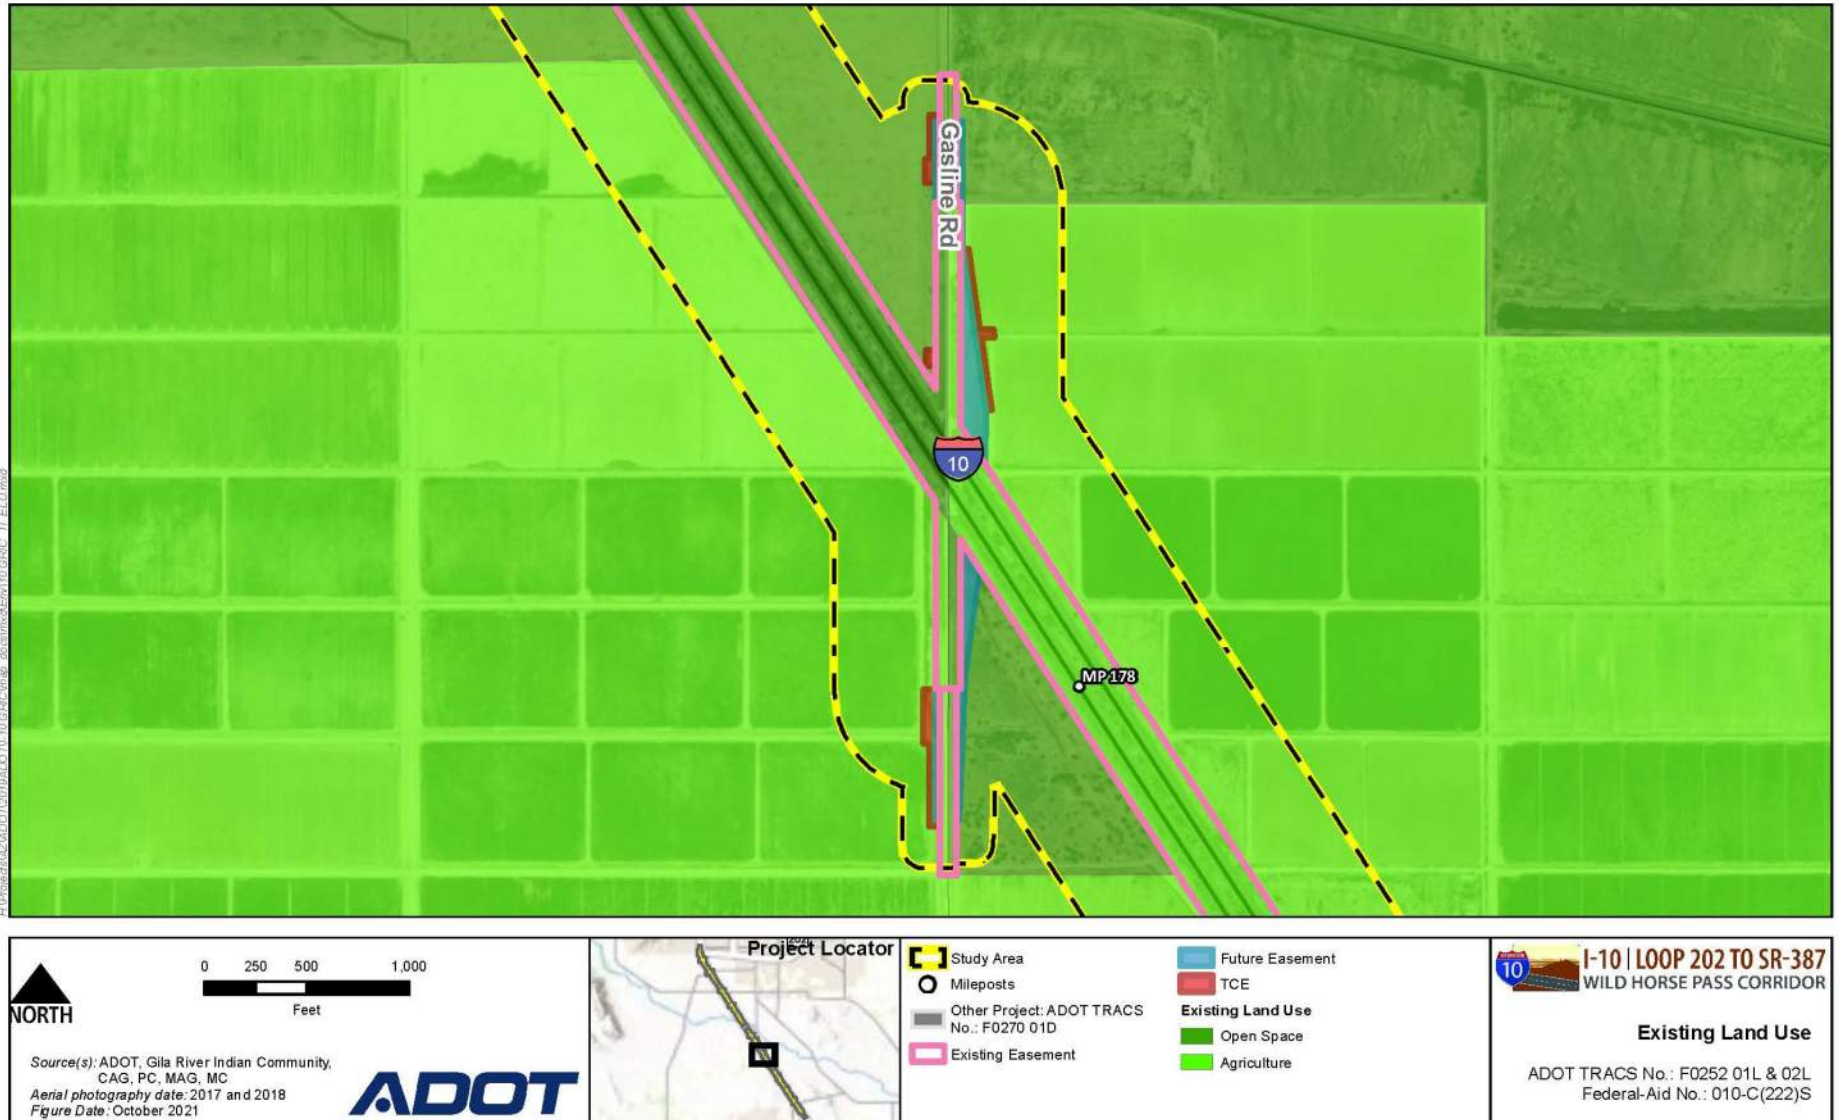 Gasline Rd
10
MP 178
NORTH
0 250 500 1,000
Feet
Source(s): ADOT, Gila River Indian Community,
CAG, PC, MAG, MC
Aerial photography date: 2017 and 2018
Figure Date: October 2021
ADOT
Project Locator
202
Study Area
Mileposts
Other Project: ADOT TRACS
No.: F0270 01D
Existing Easement
Future Easement
TCE
Existing Land Use
Open Space
Agriculture
10
I-10 | LOOP 202 TO SR-387
WILD HORSE PASS CORRIDOR
Existing Land Use
ADOT TRACS No.: F0252 01L & 02L
Federal-Aid No.: 010-C(222)S